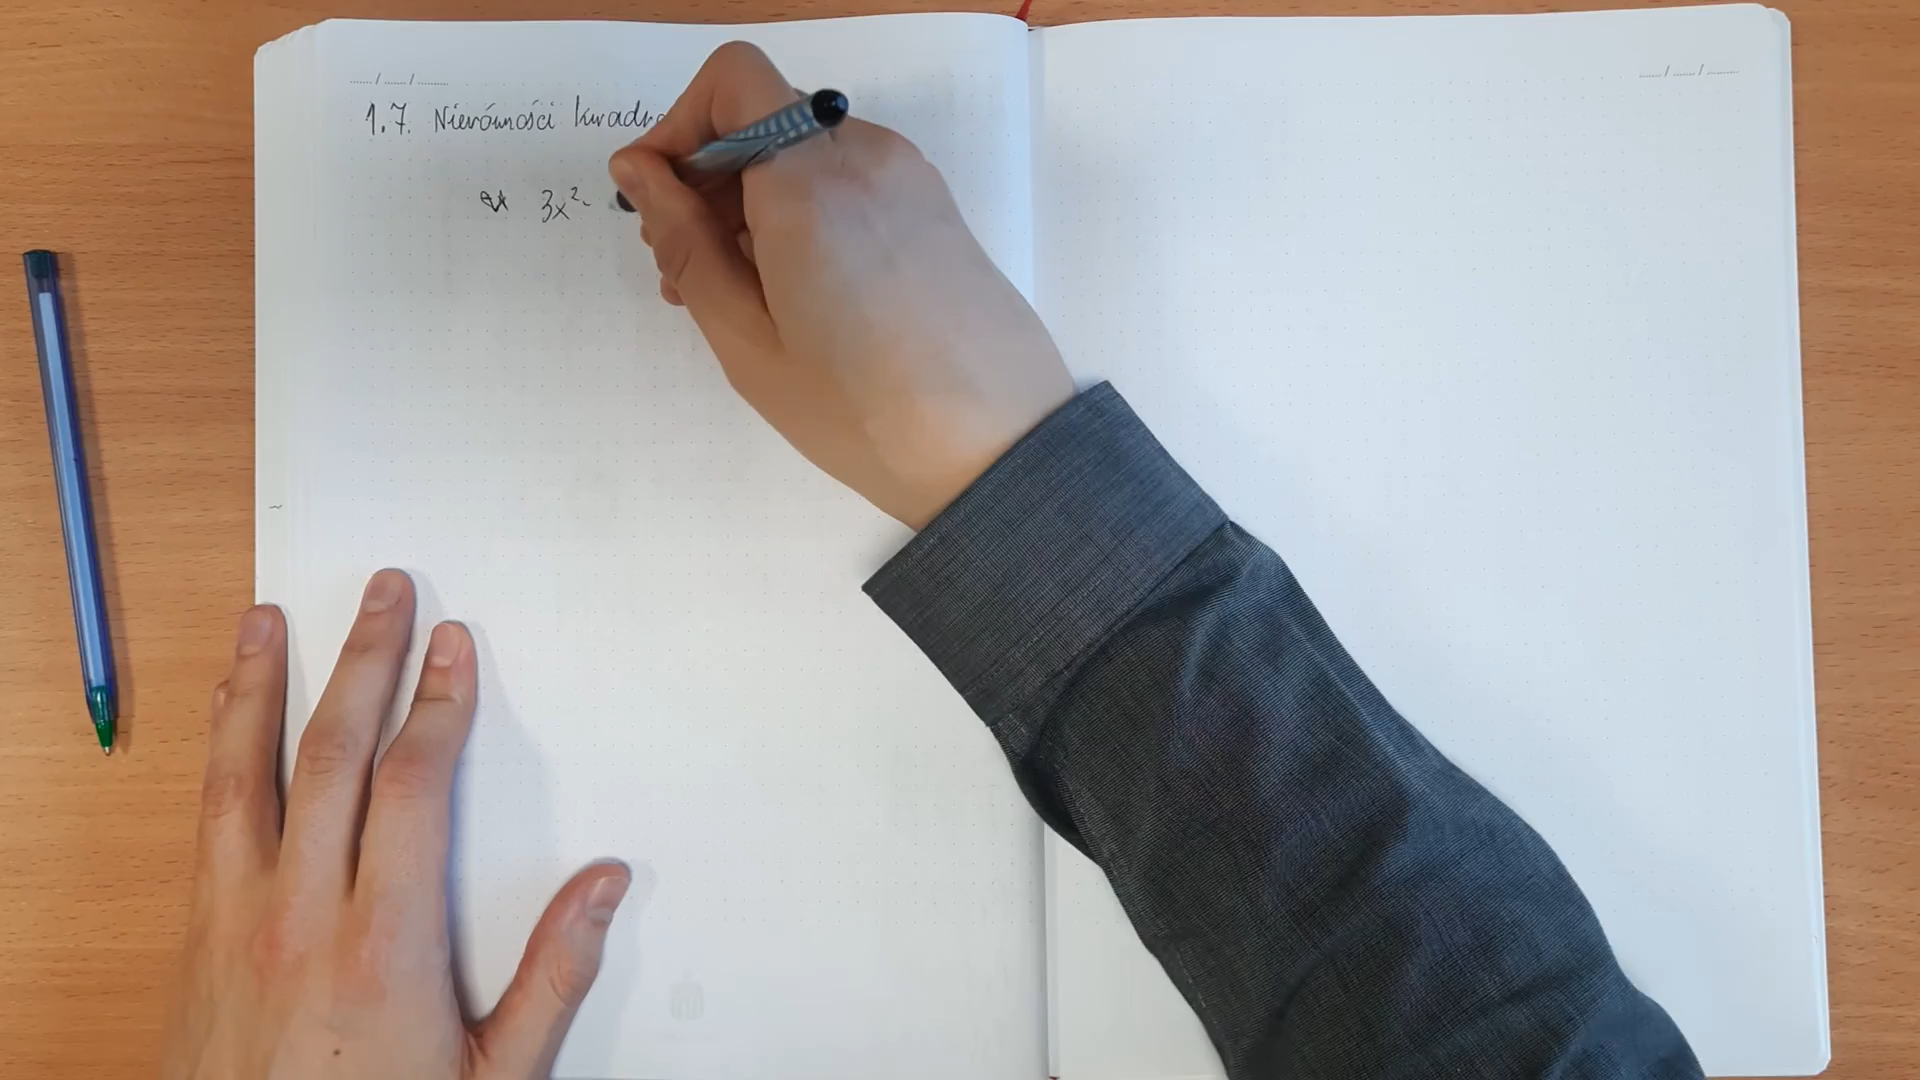 ...... / ...... / ..........
...... / ...... / ..........
1.7. Nierówności kwadra
3x²-